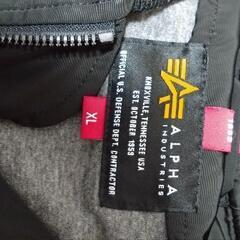 ALPHA
INDUSTRIES
KNOXVILLE, TENNESSEE USA
EST. OCTOBER 1959
OFFICIAL U.S. DEFENSE DEPT. CONTRACTOR
XL